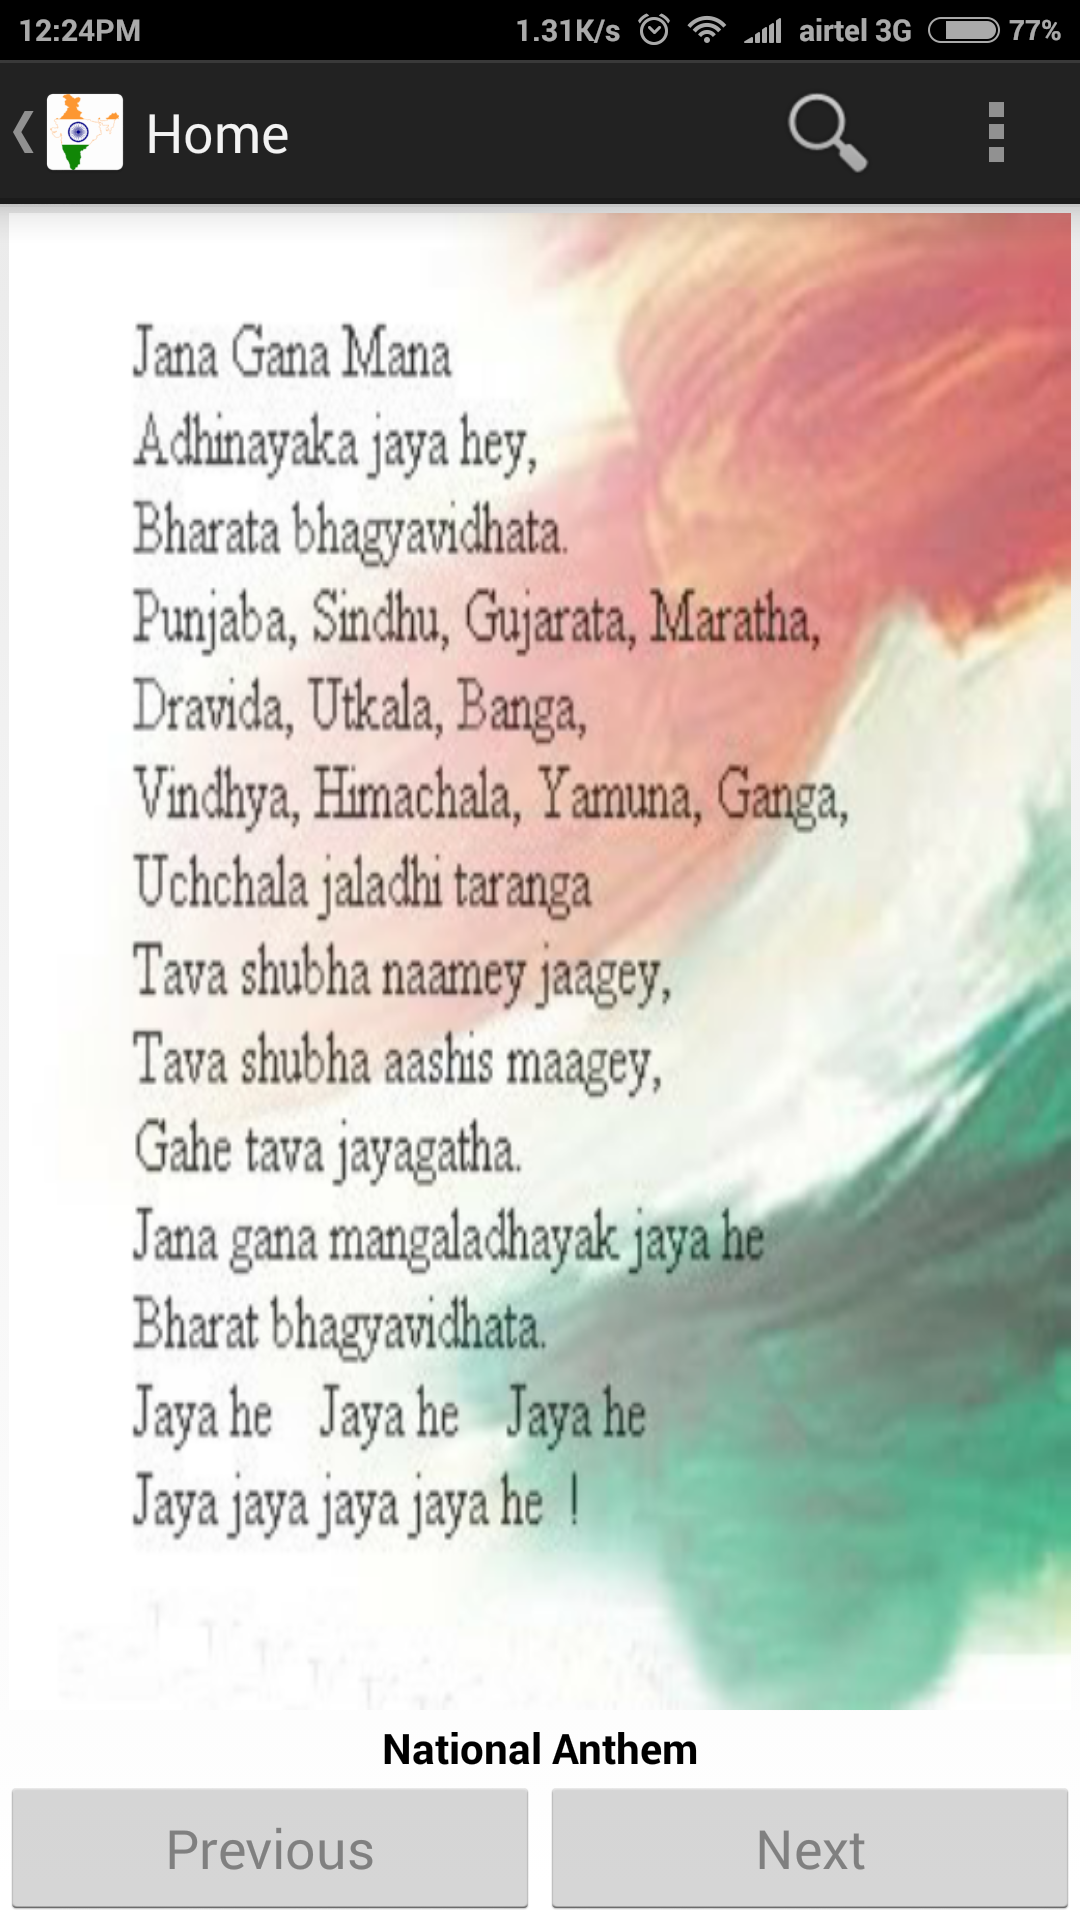 12:24PM 1.31K/s airtel 3G 77%
Home
Jana Gana Mana
Adhinayaka jaya hey,
Bharata bhagyavidhata.
Punjaba, Sindhu, Gujarata, Maratha,
Dravida, Utkala, Banga,
Vindhya, Himachala, Yamuna, Ganga,
Uchchala jaladhi taranga
Tava shubha naamey jaagey,
Tava shubha aashis maagey,
Gahe tava jayagatha.
Jana gana mangaladhayak jaya he
Bharat bhagyavidhata.
Jaya he Jaya he Jaya he
Jaya jaya jaya jaya he !
National Anthem
Previous Next